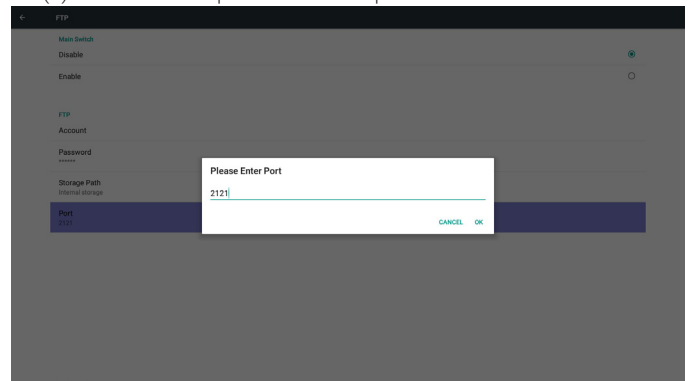 FTP
Main Switch
Disable
Enable
FTP
Account
Password
******
Storage Path
Internal storage
Port
2121
Please Enter Port
2121
CANCEL OK